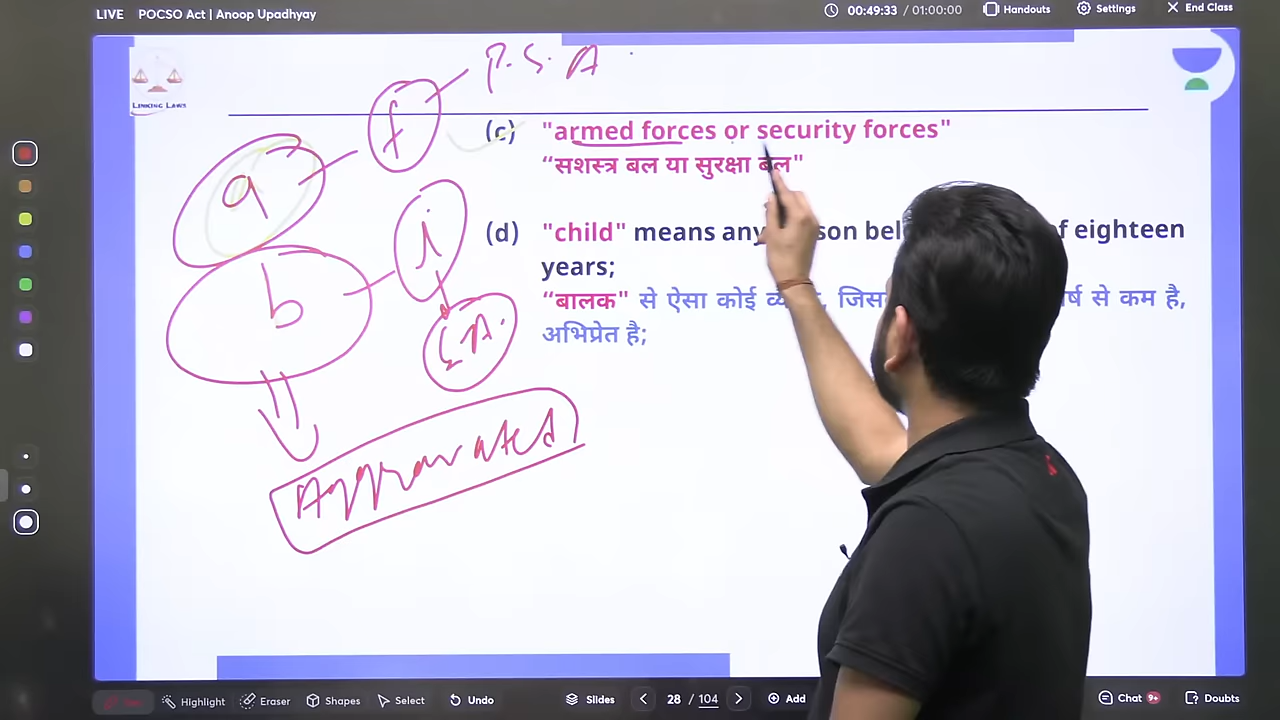 LIVE POCSO Act | Anoop Upadhyay 00:49:33 / 01:00:00 Handouts Settings End Class
LINKING LAWS
P.S.A.
f
a
(c) "armed forces or security forces"
“सशस्त्र बल या सुरक्षा बल"
i
b
(d) "child" means any eighteen
years;
“बालक" से ऐसा कोई कम है,
अभिप्रेत है;
Aggravated
Highlight Eraser Shapes Select Undo Slides 28 / 104 Add Chat 9+ Doubts